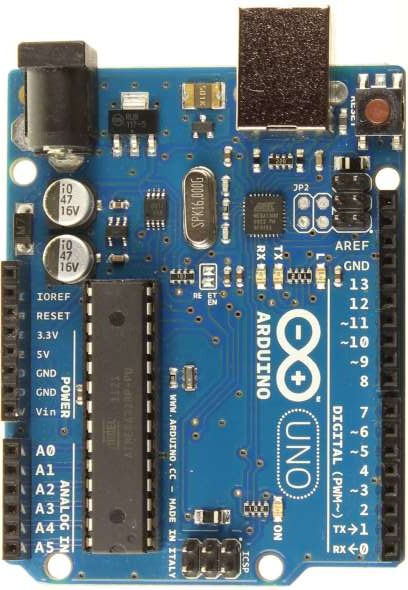 RESET
SPK16.000G
47
16V
47
16V
JP2
AREF
GND
13
12
~11
~10
~9
8
7
~6
~5
4
~3
2
TX→1
RX←0
RX
TX
L
IOREF
RESET
3.3V
5V
GND
GND
Vin
POWER
A0
A1
A2
A3
A4
A5
ANALOG IN
ARDUINO
UNO
DIGITAL (PWM~)
WWW.ARDUINO.CC - MADE IN ITALY
ON
ICSP
ATMEL
ATMEGA328P-PU